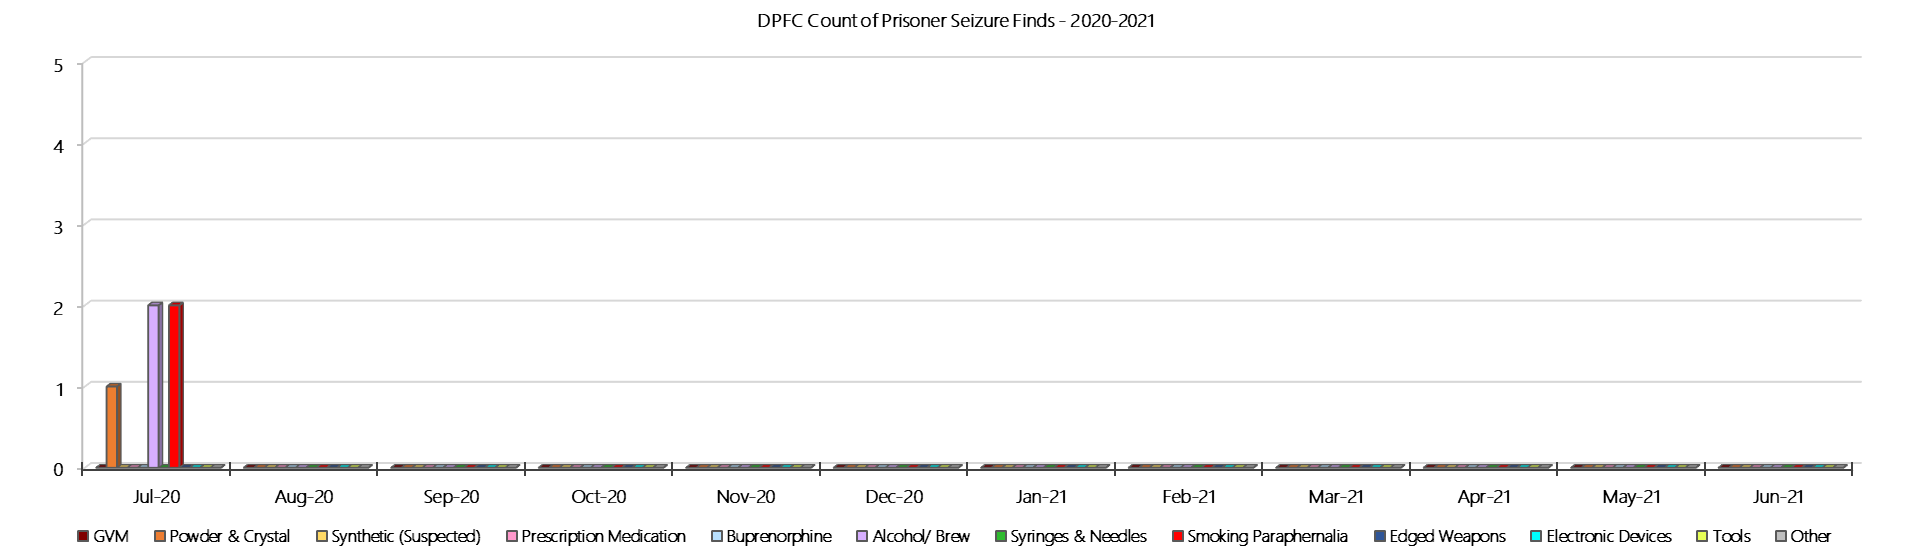 DPFC Count of Prisoner Seizure Finds - 2020-2021
5
4
3
2
1
0
Jul-20 Aug-20 Sep-20 Oct-20 Nov-20 Dec-20 Jan-21 Feb-21 Mar-21 Apr-21 May-21 Jun-21
GVM Powder & Crystal Synthetic (Suspected) Prescription Medication Buprenorphine Alcohol/ Brew Syringes & Needles Smoking Paraphernalia Edged Weapons Electronic Devices Tools Other